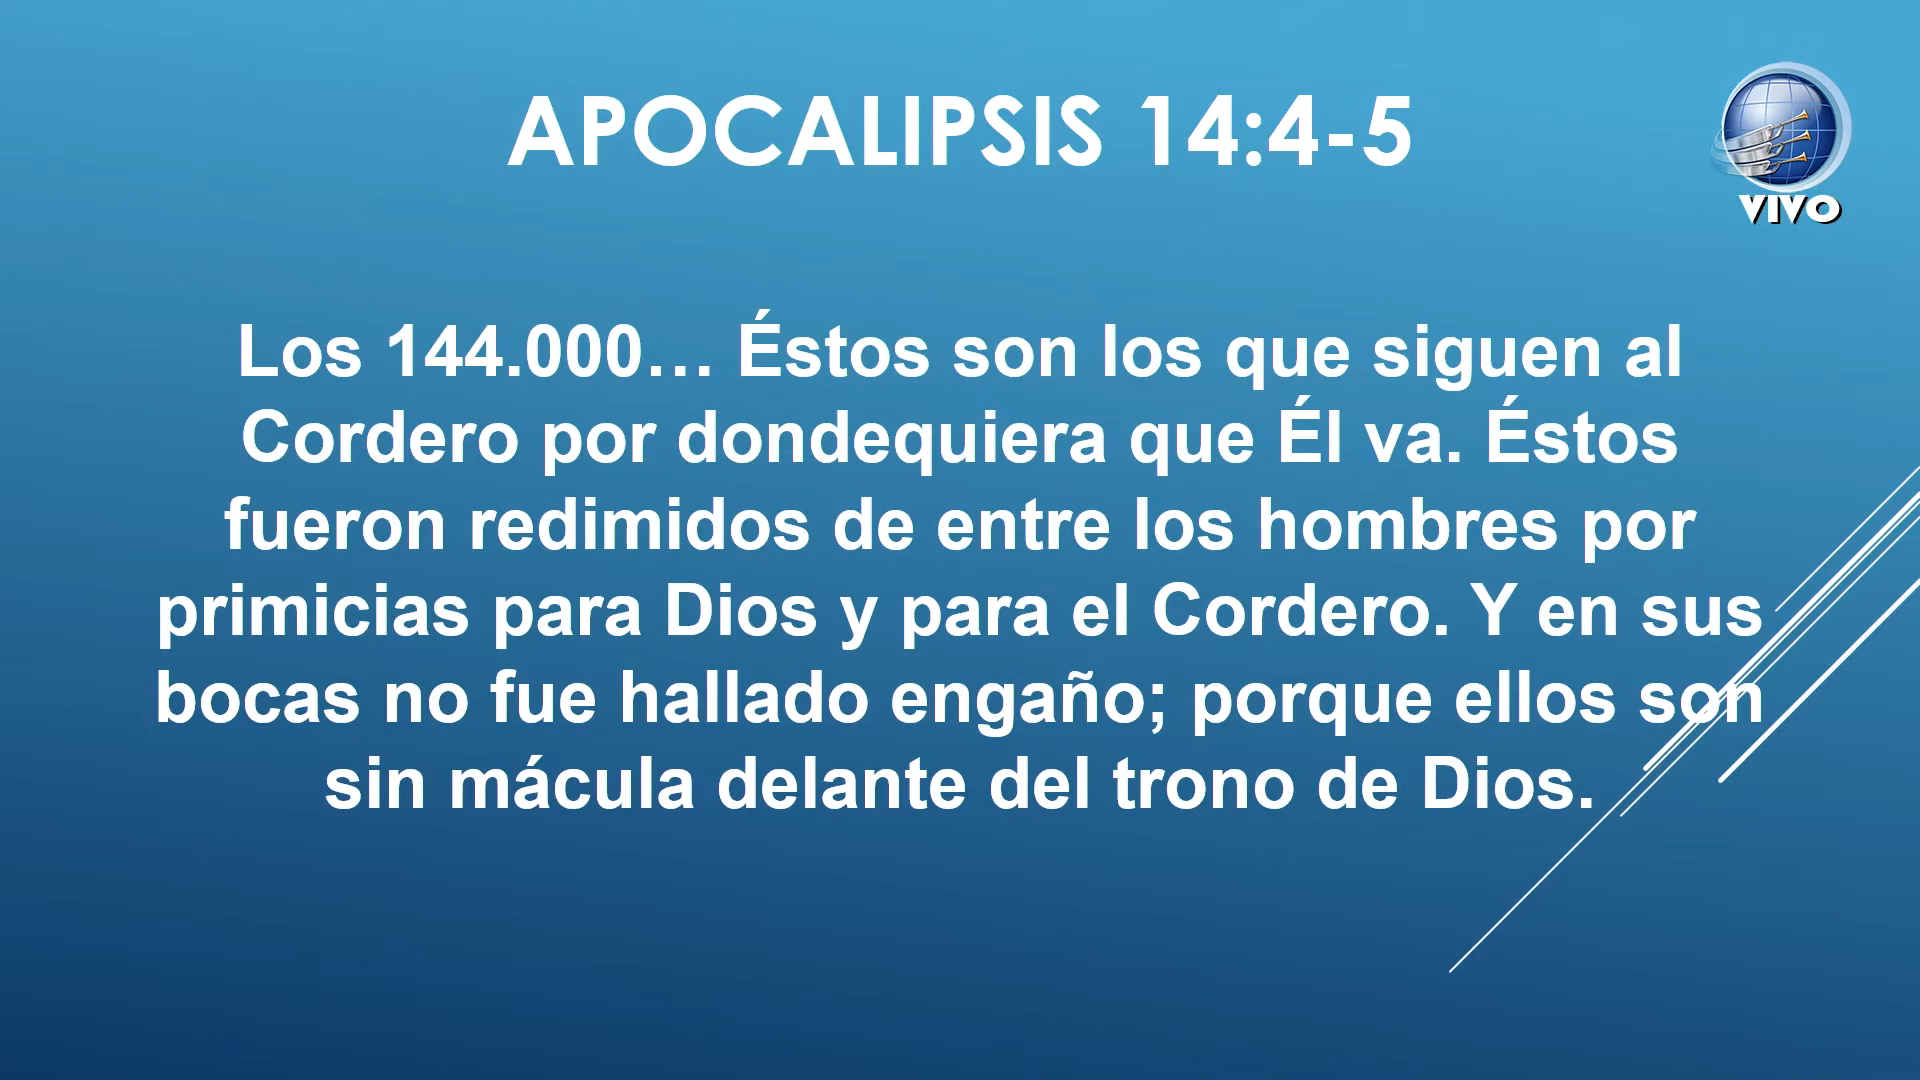 APOCALIPSIS 14:4-5
VIVO
Los 144.000… Éstos son los que siguen al
Cordero por dondequiera que Él va. Éstos
fueron redimidos de entre los hombres por
primicias para Dios y para el Cordero. Y en sus
bocas no fue hallado engaño; porque ellos son
sin mácula delante del trono de Dios.